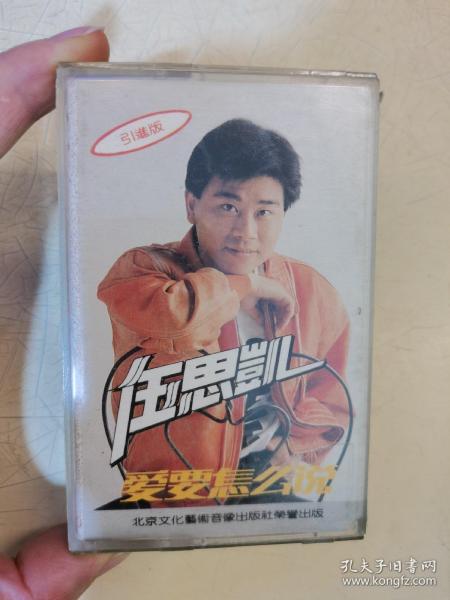 引進版
伍思凱
愛要怎么说
北京文化藝術音像出版社榮譽出版
孔夫子旧书网
www.kongfz.com